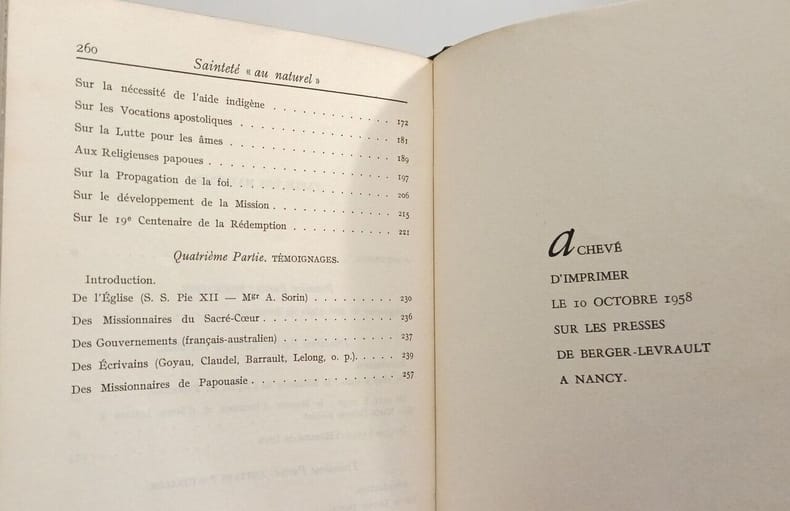 260
Sainteté « au naturel »
Sur la nécessité de l'aide indigène . . . . . . . . . . . . . 172
Sur les Vocations apostoliques . . . . . . . . . . . . . . . 181
Sur la Lutte pour les âmes . . . . . . . . . . . . . . . . 189
Aux Religieuses papoues . . . . . . . . . . . . . . . . . 197
Sur la Propagation de la foi. . . . . . . . . . . . . . . . 206
Sur le développement de la Mission . . . . . . . . . . . . 215
Sur le 19e Centenaire de la Rédemption . . . . . . . . . . . 221
Quatrième Partie. TÉMOIGNAGES.
Introduction.
De l'Église (S. S. Pie XII — Mgr A. Sorin) . . . . . . . . . 230
Des Missionnaires du Sacré-Cœur . . . . . . . . . . . . . . 236
Des Gouvernements (français-australien) . . . . . . . . . . . 237
Des Écrivains (Goyau, Claudel, Barrault, Lelong, o. p.). . . . . 239
Des Missionnaires de Papouasie . . . . . . . . . . . . . . . 257
ACHEVÉ
D'IMPRIMER
LE 10 OCTOBRE 1958
SUR LES PRESSES
DE BERGER-LEVRAULT
A NANCY.